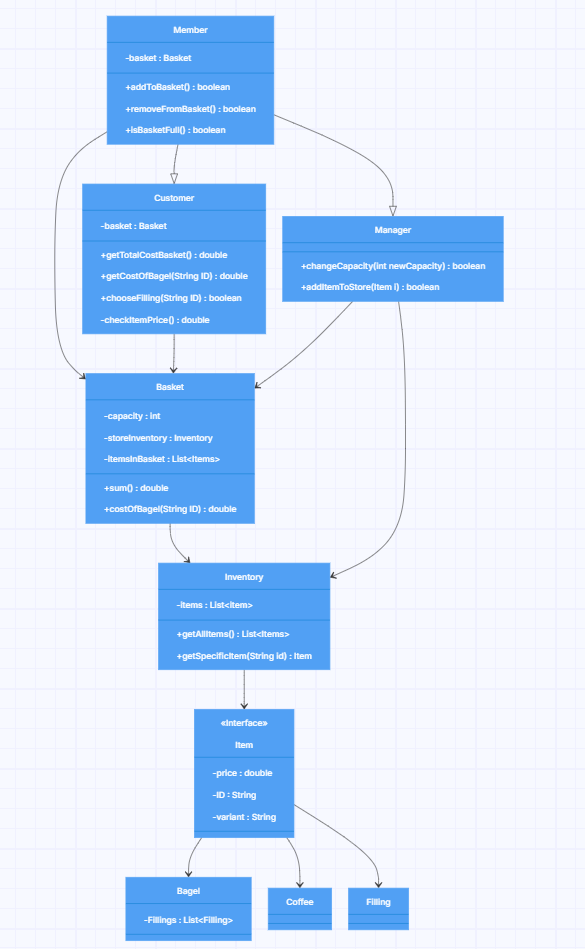 Member
-basket : Basket
+addToBasket() : boolean
+removeFromBasket() : boolean
+isBasketFull() : boolean
Customer
-basket : Basket
+getTotalCostBasket() : double
+getCostOfBagel(String ID) : double
+chooseFilling(String ID) : boolean
-checkItemPrice() : double
Manager
+changeCapacity(int newCapacity) : boolean
+addItemToStore(Item i) : boolean
Basket
-capacity : int
-storeInventory : Inventory
-itemsInBasket : List<Items>
+sum() : double
+costOfBagel(String ID) : double
Inventory
-items : List<Item>
+getAllItems() : List<Items>
+getSpecificItem(String id) : Item
«Interface»
Item
-price : double
-ID : String
-variant : String
Bagel
-Fillings : List<Filling>
Coffee
Filling